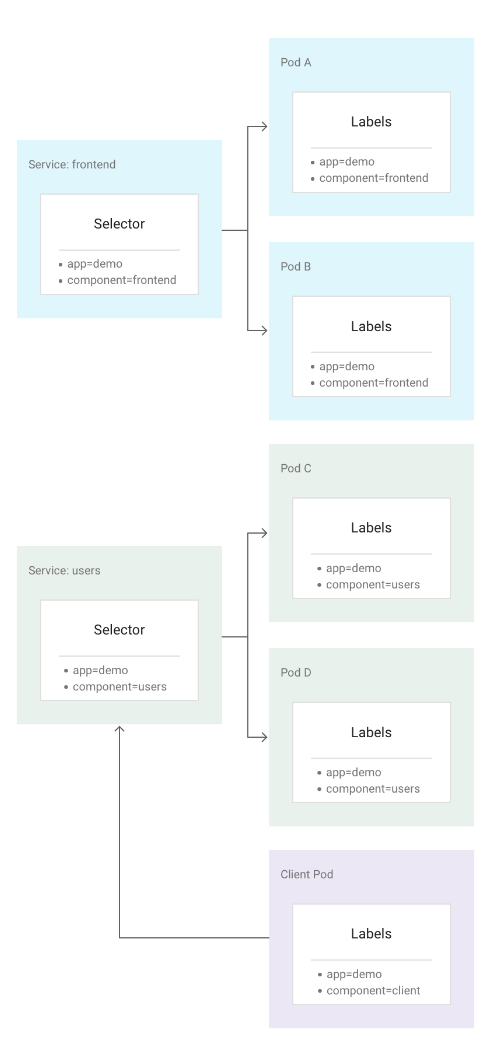 Pod A
Labels
• app=demo
• component=frontend
Service: frontend
Selector
• app=demo
• component=frontend
Pod B
Labels
• app=demo
• component=frontend
Pod C
Labels
• app=demo
• component=users
Service: users
Selector
• app=demo
• component=users
Pod D
Labels
• app=demo
• component=users
Client Pod
Labels
• app=demo
• component=client